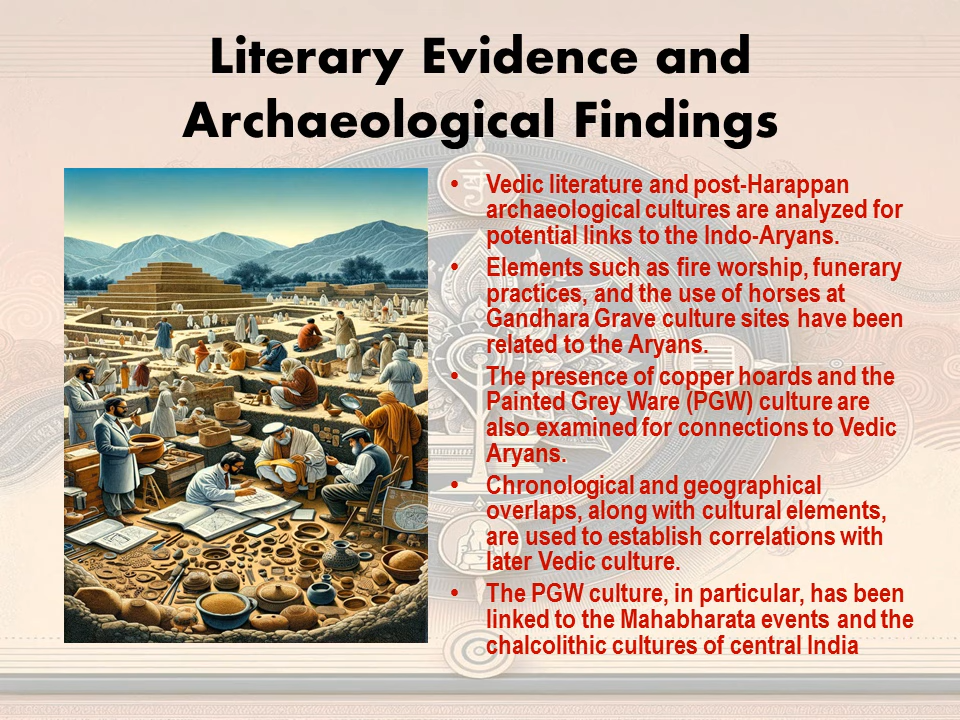 Literary Evidence and
Archaeological Findings
• Vedic literature and post-Harappan
archaeological cultures are analyzed for
potential links to the Indo-Aryans.
• Elements such as fire worship, funerary
practices, and the use of horses at
Gandhara Grave culture sites have been
related to the Aryans.
• The presence of copper hoards and the
Painted Grey Ware (PGW) culture are
also examined for connections to Vedic
Aryans.
• Chronological and geographical
overlaps, along with cultural elements,
are used to establish correlations with
later Vedic culture.
• The PGW culture, in particular, has been
linked to the Mahabharata events and the
chalcolithic cultures of central India